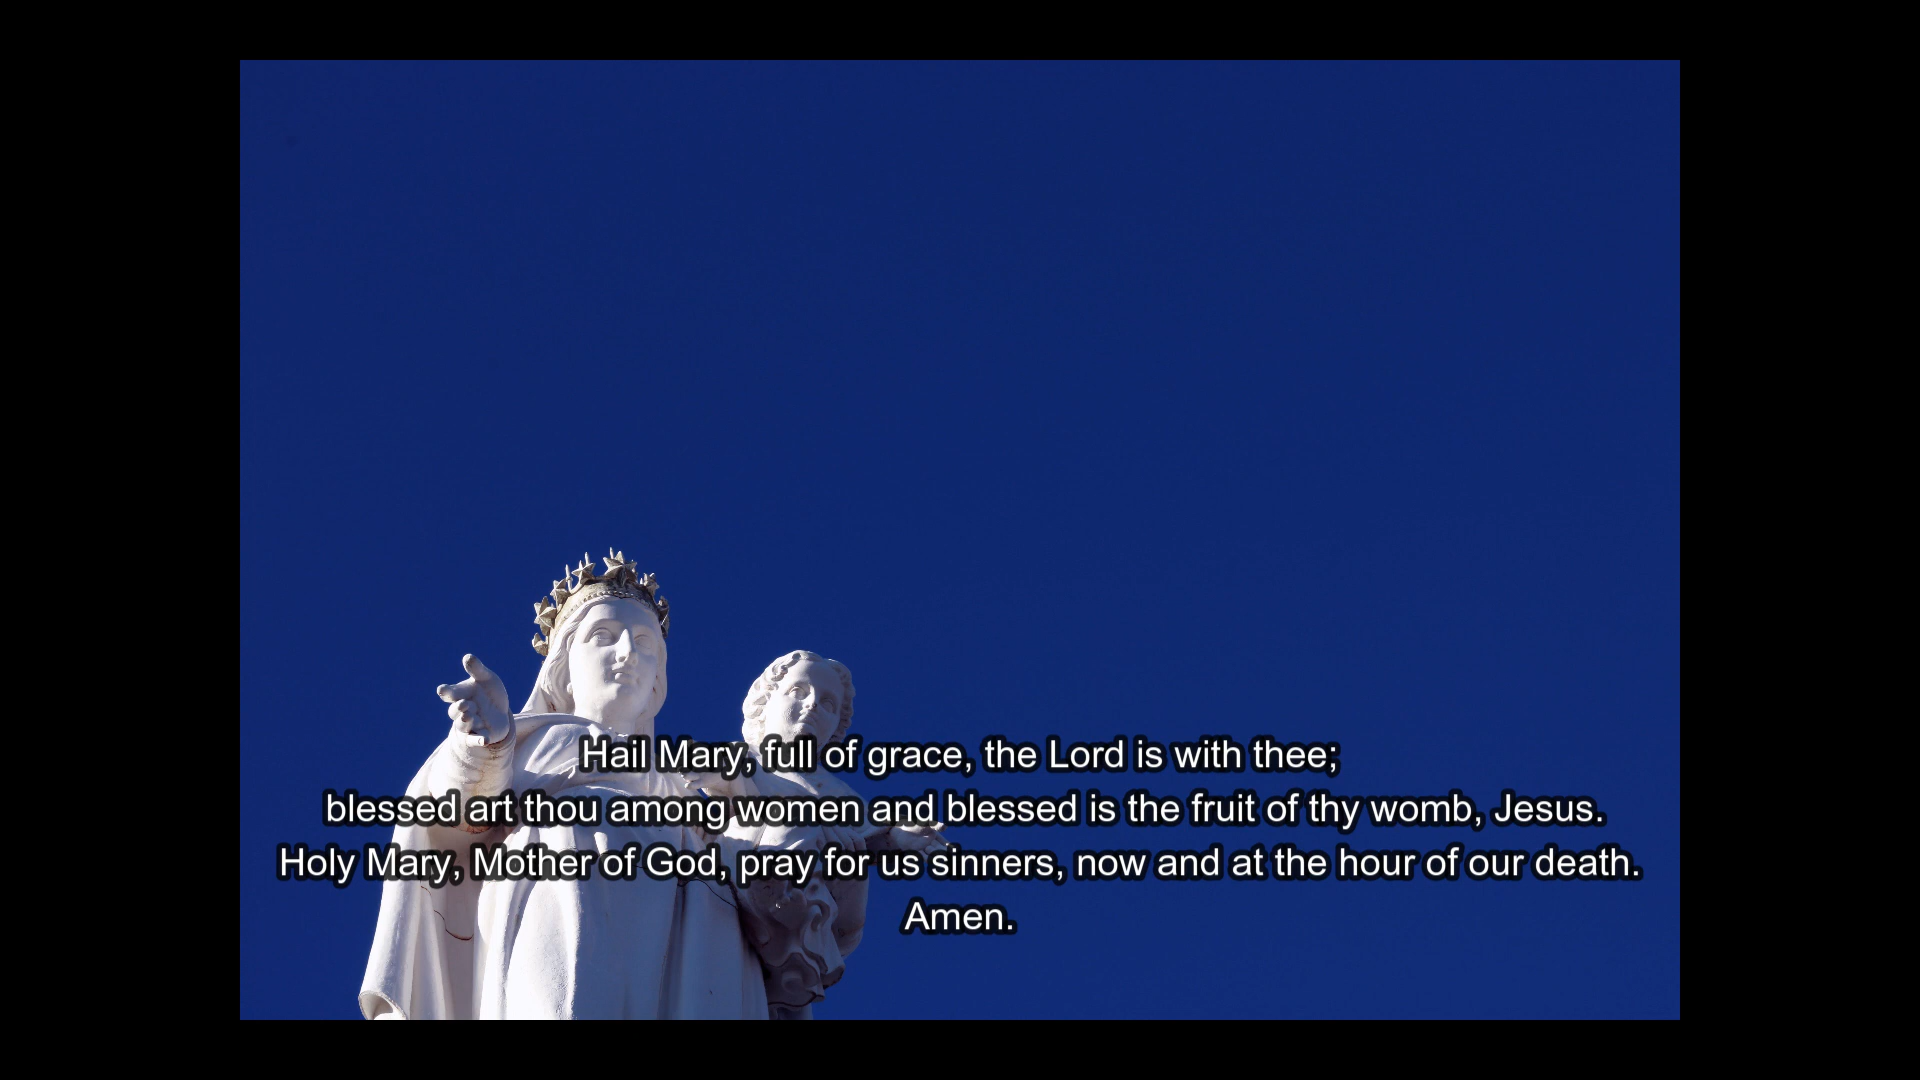 Hail Mary, full of grace, the Lord is with thee;
blessed art thou among women and blessed is the fruit of thy womb, Jesus.
Holy Mary, Mother of God, pray for us sinners, now and at the hour of our death.
Amen.